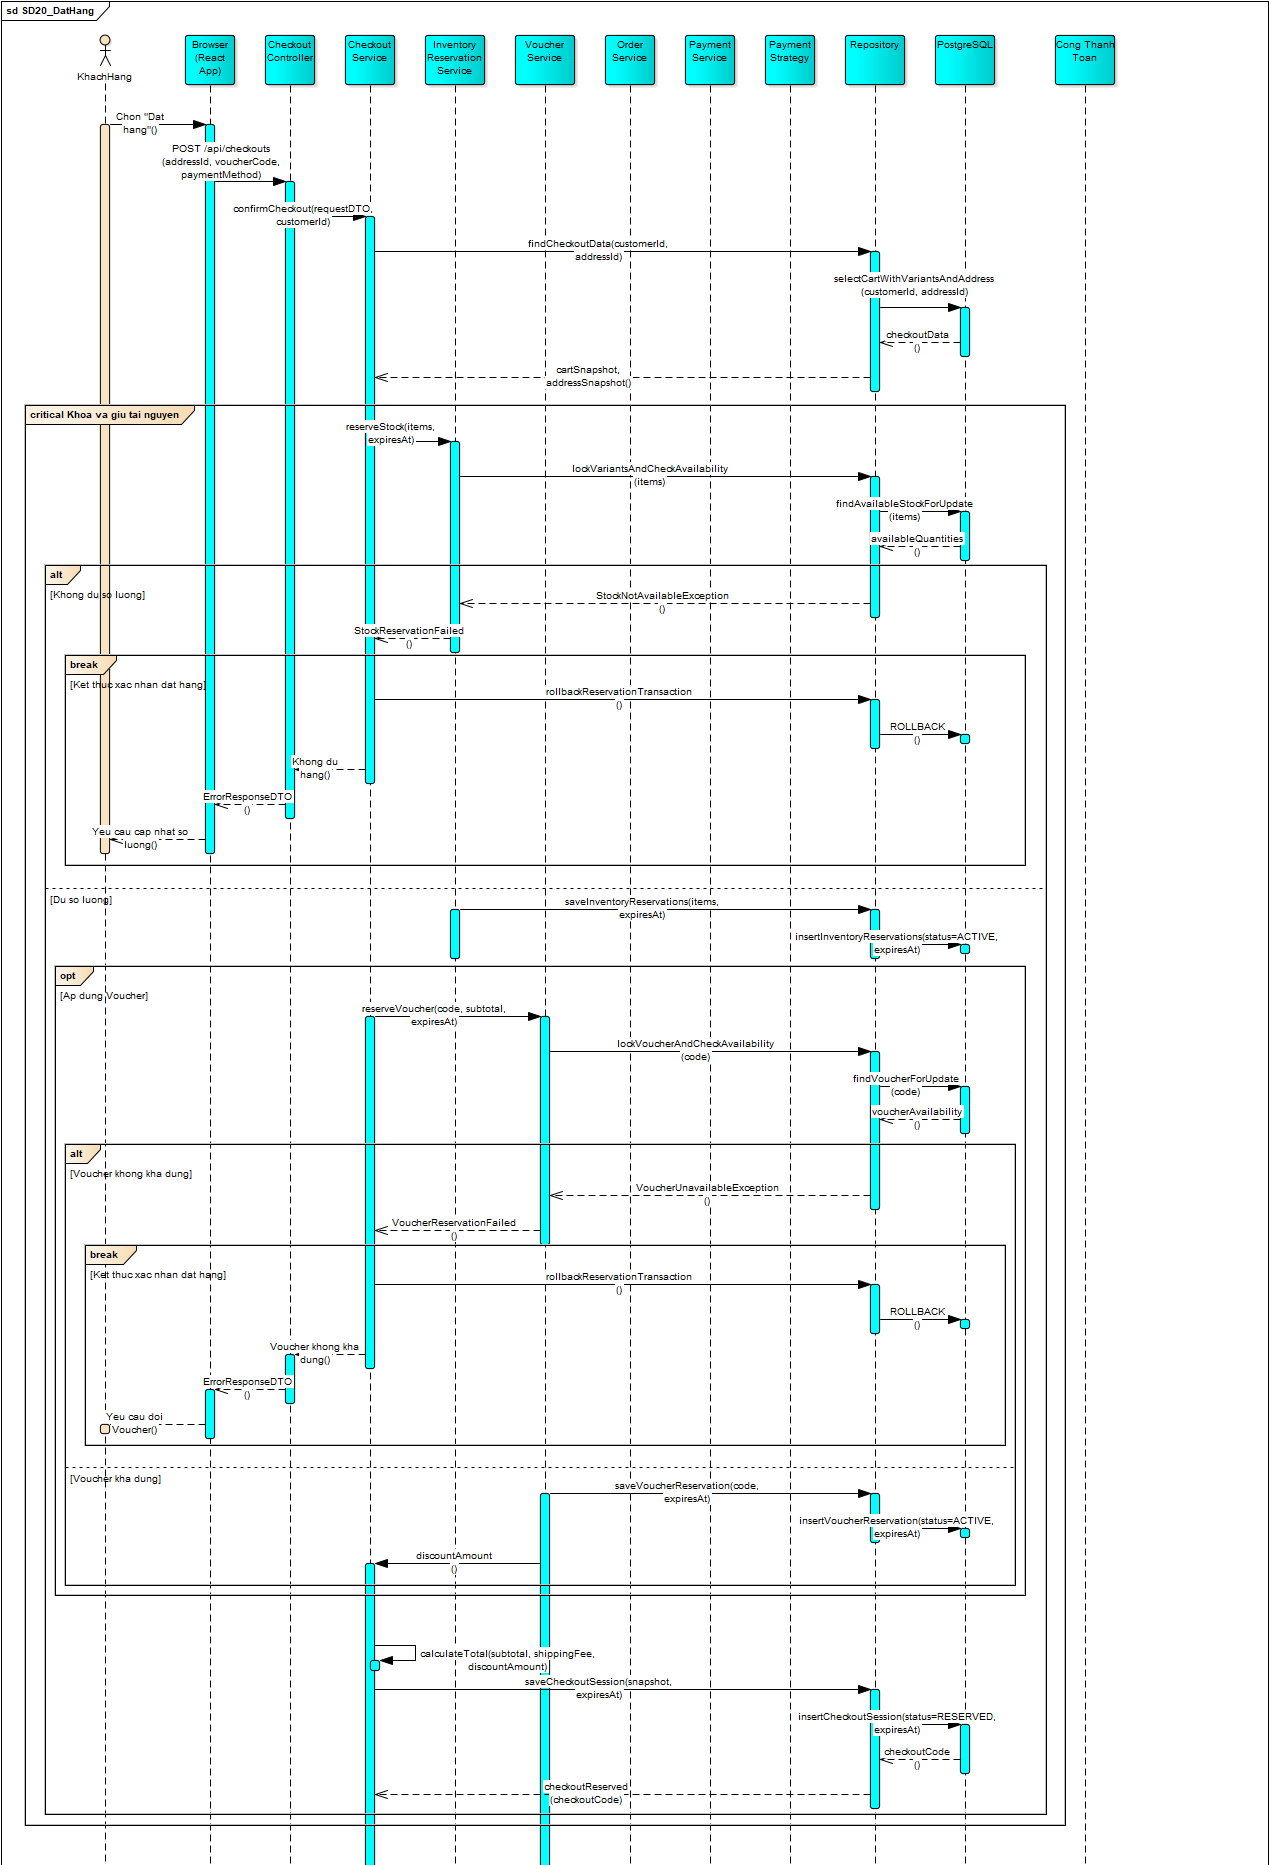 sd SD20_DatHang
KhachHang
Browser
(React
App)
Checkout
Controller
Checkout
Service
Inventory
Reservation
Service
Voucher
Service
Order
Service
Payment
Service
Payment
Strategy
Repository
PostgreSQL
Cong Thanh
Toan
Chon "Dat
hang"()
POST /api/checkouts
(addressId, voucherCode,
paymentMethod)
confirmCheckout(requestDTO,
customerId)
findCheckoutData(customerId,
addressId)
selectCartWithVariantsAndAddress
(customerId, addressId)
checkoutData
()
cartSnapshot,
addressSnapshot()
critical Khoa va giu tai nguyen
reserveStock(items,
expiresAt)
lockVariantsAndCheckAvailability
(items)
findAvailableStockForUpdate
(items)
availableQuantities
()
alt
[Khong du so luong]
StockNotAvailableException
()
StockReservationFailed
()
break
[Ket thuc xac nhan dat hang]
rollbackReservationTransaction
()
ROLLBACK
()
Khong du
hang()
ErrorResponseDTO
()
Yeu cau cap nhat so
luong()
[Du so luong]
saveInventoryReservations(items,
expiresAt)
insertInventoryReservations(status=ACTIVE,
expiresAt)
opt
[Ap dung Voucher]
reserveVoucher(code, subtotal,
expiresAt)
lockVoucherAndCheckAvailability
(code)
findVoucherForUpdate
(code)
voucherAvailability
()
alt
[Voucher khong kha dung]
VoucherUnavailableException
()
VoucherReservationFailed
()
break
[Ket thuc xac nhan dat hang]
rollbackReservationTransaction
()
ROLLBACK
()
Voucher khong kha
dung()
ErrorResponseDTO
()
Yeu cau doi
Voucher()
[Voucher kha dung]
saveVoucherReservation(code,
expiresAt)
insertVoucherReservation(status=ACTIVE,
expiresAt)
discountAmount
()
calculateTotal(subtotal, shippingFee,
discountAmount)
saveCheckoutSession(snapshot,
expiresAt)
insertCheckoutSession(status=RESERVED,
expiresAt)
checkoutCode
()
checkoutReserved
(checkoutCode)